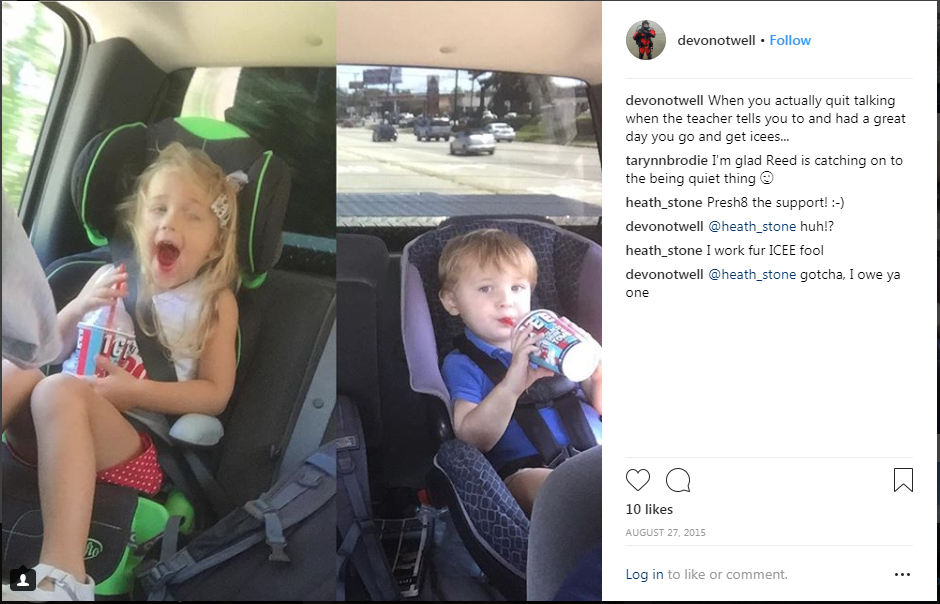 devonotwell • Follow
devonotwell When you actually quit talking
when the teacher tells you to and had a great
day you go and get icees...
tarynnbrodie I'm glad Reed is catching on to
the being quiet thing
heath_stone Presh8 the support! :-)
devonotwell @heath_stone huh!?
heath_stone I work fur ICEE fool
devonotwell @heath_stone gotcha, I owe ya
one
10 likes
AUGUST 27, 2015
Log in to like or comment.